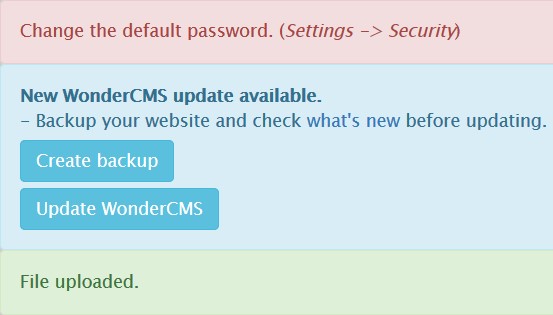 Change the default password. (Settings -> Security)
New WonderCMS update available.
- Backup your website and check what's new before updating.
Create backup
Update WonderCMS
File uploaded.